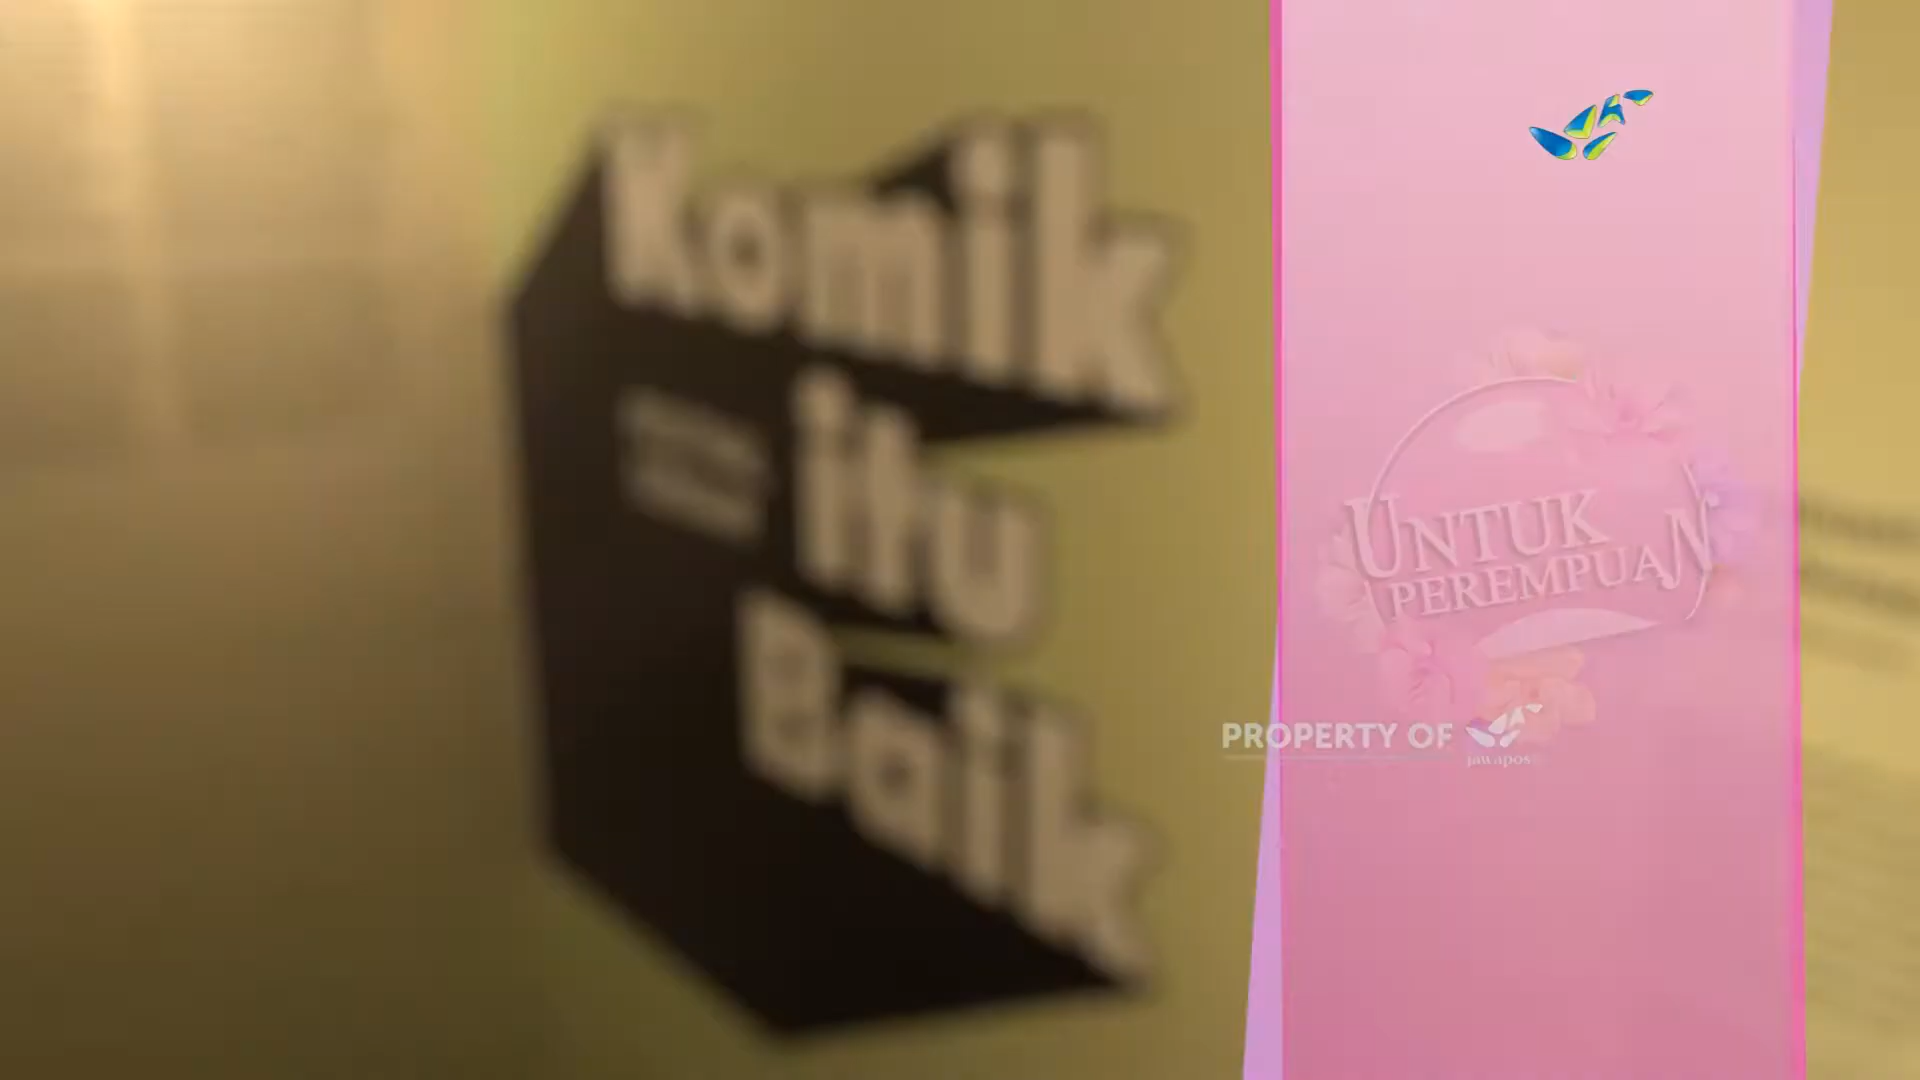 Komik
itu
Baik
UNTUK
PEREMPUAN
PROPERTY OF
jawapos